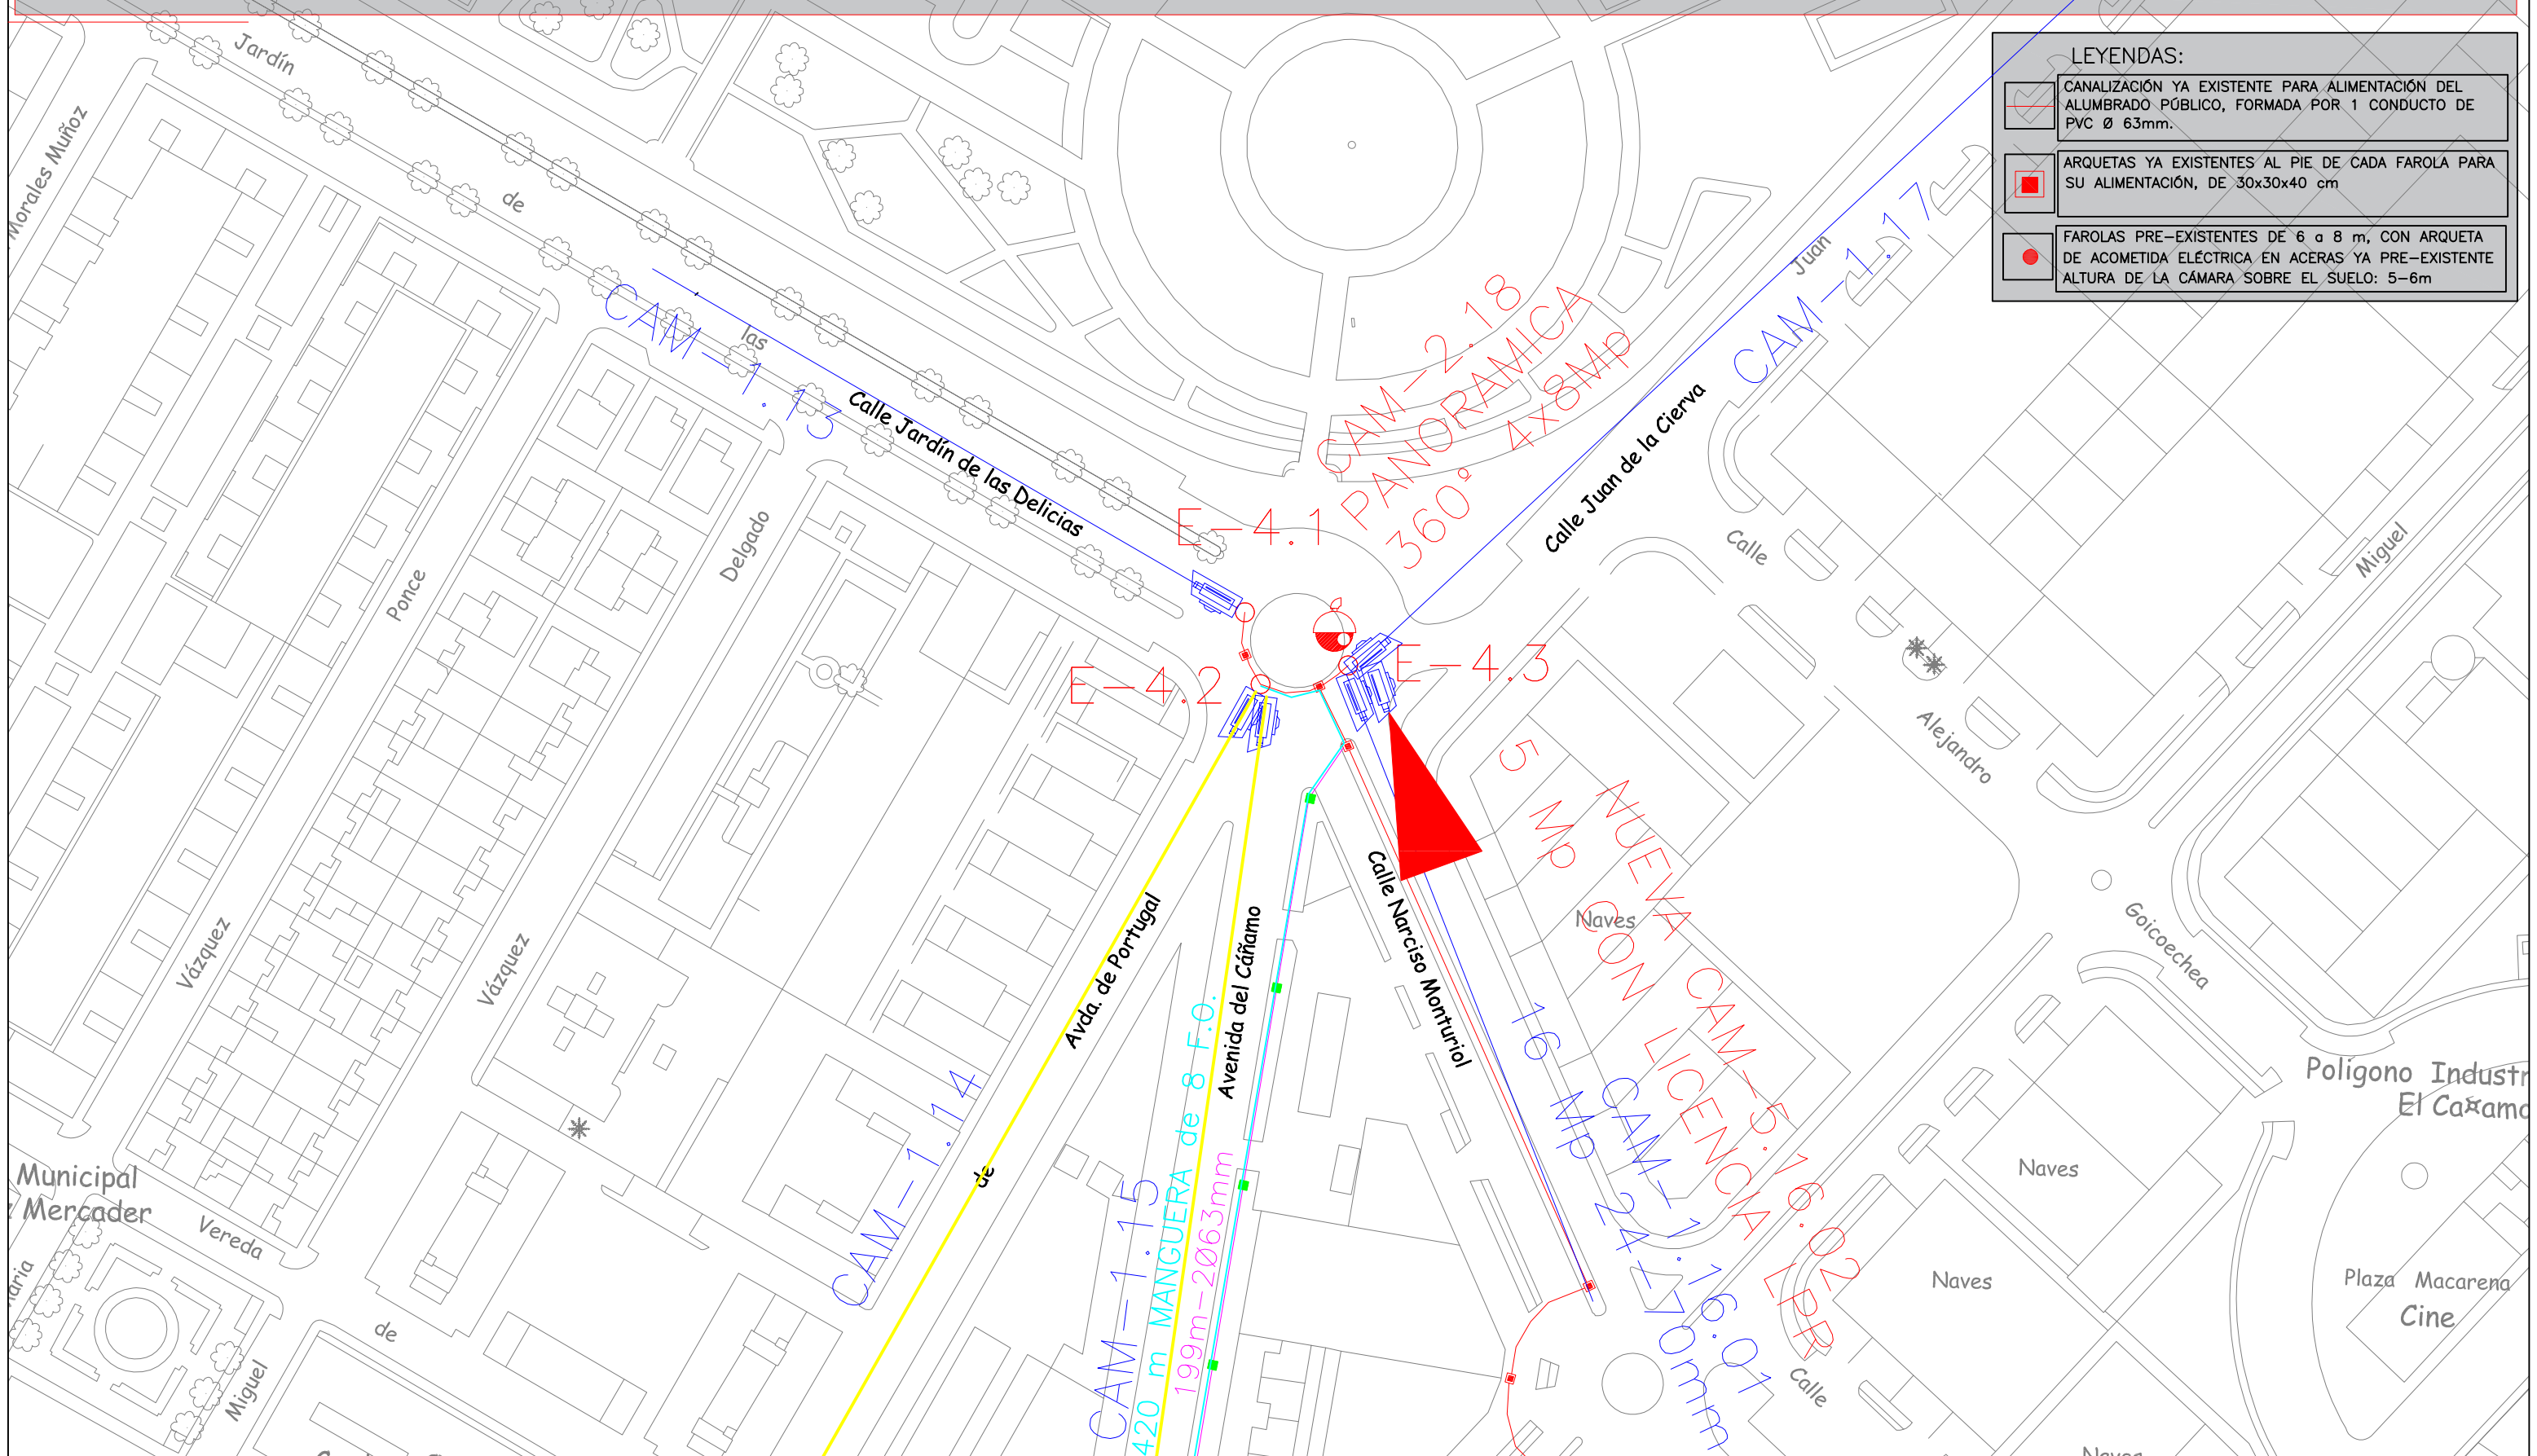 LEYENDAS:
CANALIZACIÓN YA EXISTENTE PARA ALIMENTACIÓN DEL
ALUMBRADO PÚBLICO, FORMADA POR 1 CONDUCTO DE
PVC Ø 63mm.
ARQUETAS YA EXISTENTES AL PIE DE CADA FAROLA PARA
SU ALIMENTACIÓN, DE 30x30x40 cm
FAROLAS PRE-EXISTENTES DE 6 a 8 m, CON ARQUETA
DE ACOMETIDA ELÉCTRICA EN ACERAS YA PRE-EXISTENTE
ALTURA DE LA CÁMARA SOBRE EL SUELO: 5-6m
Jardín
de
las
Morales Muñoz
CAM-1.13
Calle Jardín de las Delicias
CAM-2.18
PANORAMICA
360º 4x8Mp
CAM-1.17
Juan
Calle Juan de la Cierva
Calle
Alejandro
Goicoechea
Miguel
E-4.1
E-4.2
E-4.3
Ponce
Vázquez
Delgado
Vázquez
NUEVA CAM-5.16.02
5 Mp CON LICENCIA LPR
CAM-1.16.01
16 Mp 24-70mm
Calle Narciso Monturiol
Avenida del Cáñamo
Avda. de Portugal
de
CAM-1.14
CAM-1.15
420 m MANGUERA de 8 F.O.
199m-2Ø63mm
Naves
Naves
Naves
Naves
Polígono Industr
El Ca¤amo
Plaza Macarena
Cine
Calle
Municipal
Mercader
Vereda
de
Miguel